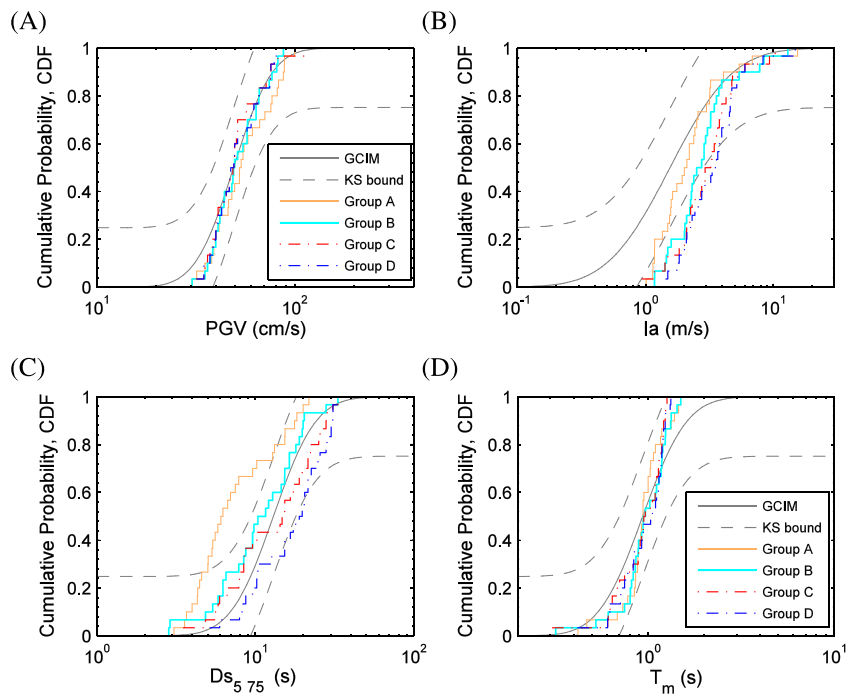 (A)
Cumulative Probability, CDF
1
0.8
0.6
0.4
0.2
0
10^1
10^2
PGV (cm/s)
GCIM
KS bound
Group A
Group B
Group C
Group D
(B)
Cumulative Probability, CDF
1
0.8
0.6
0.4
0.2
0
10^-1
10^0
10^1
Ia (m/s)
(C)
Cumulative Probability, CDF
1
0.8
0.6
0.4
0.2
0
10^0
10^1
10^2
Ds_5 75 (s)
(D)
Cumulative Probability, CDF
1
0.8
0.6
0.4
0.2
0
10^0
10^1
T_m (s)
GCIM
KS bound
Group A
Group B
Group C
Group D